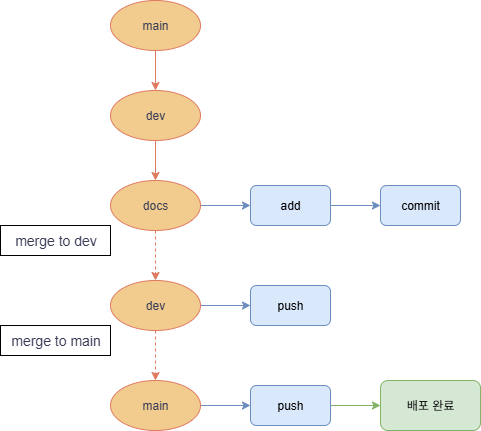 main
dev
docs
add
commit
merge to dev
dev
push
merge to main
main
push
배포 완료